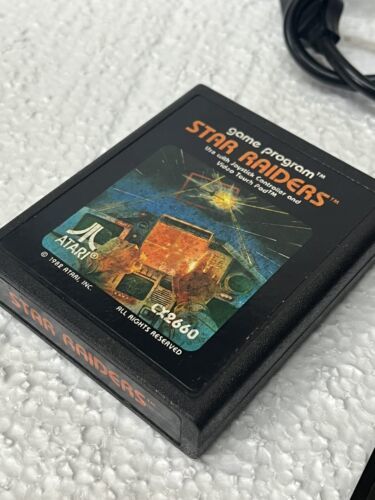 game program™
STAR RAIDERS™
Use with Joystick Controller and
Video Touch Pad™
ATARI®
© 1982 ATARI INC.
CX2660
ALL RIGHTS RESERVED
STAR RAIDERS™